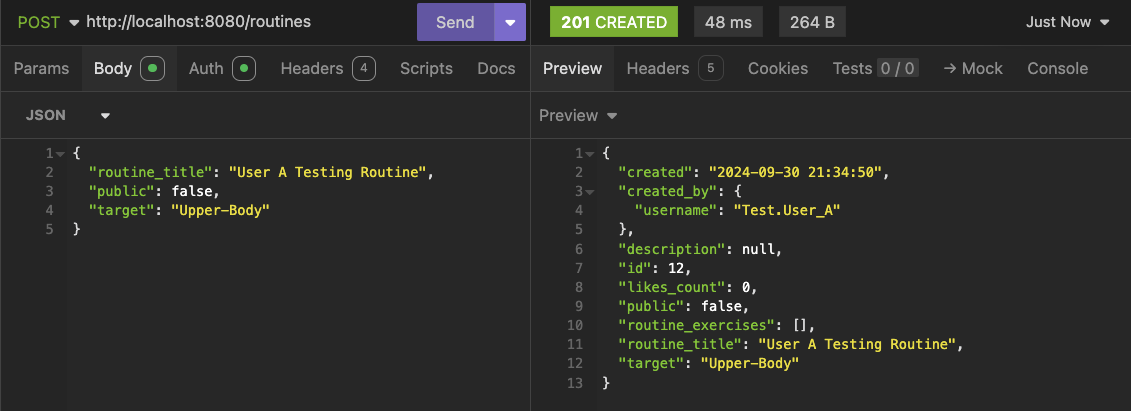 POST http://localhost:8080/routines Send 201 CREATED 48 ms 264 B Just Now
Params Body Auth Headers 4 Scripts Docs Preview Headers 5 Cookies Tests 0 / 0 → Mock Console
JSON Preview
1 {
2 "routine_title": "User A Testing Routine",
3 "public": false,
4 "target": "Upper-Body"
5 }
1 {
2 "created": "2024-09-30 21:34:50",
3 "created_by": {
4 "username": "Test.User_A"
5 },
6 "description": null,
7 "id": 12,
8 "likes_count": 0,
9 "public": false,
10 "routine_exercises": [],
11 "routine_title": "User A Testing Routine",
12 "target": "Upper-Body"
13 }